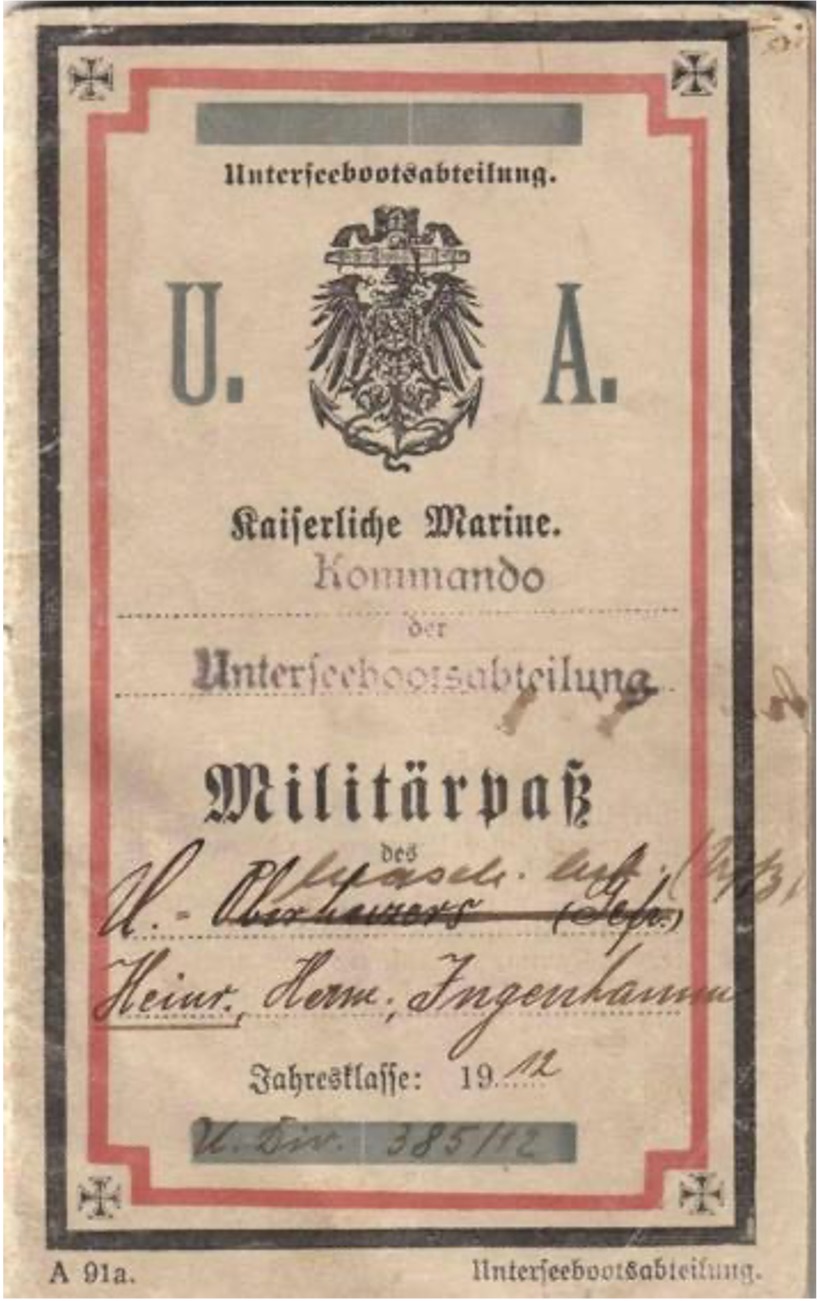 Unterseebootsabteilung.
U. A.
Kaiserliche Marine.
Kommando
der
Unterseebootsabteilung
Militärpaß
des
U. - Oberheizers (Gefr.)
Heinr., Herm., Ingenhamm
Jahresklasse: 1912
U. Div. 385/12
A 91a.
Unterseebootsabteilung.